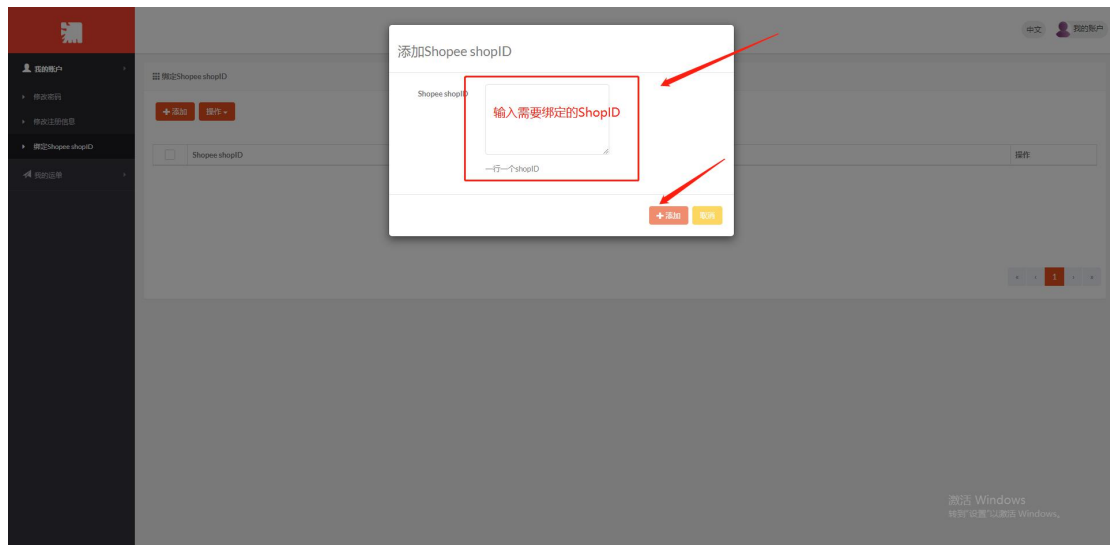 中文
我的账户
我的账户
修改密码
修改注册信息
绑定Shopee shopID
我的运单
绑定Shopee shopID
添加
操作
Shopee shopID
操作
添加Shopee shopID
Shopee shopID
输入需要绑定的ShopID
一行一个shopID
添加
取消
« ‹ 1 › »
激活 Windows
转到"设置"以激活 Windows。